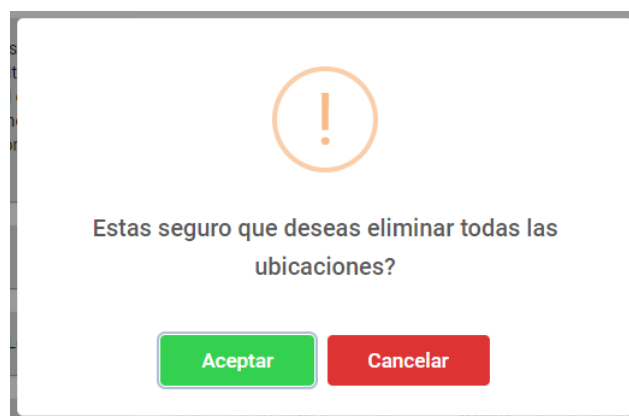 Estas seguro que deseas eliminar todas las
ubicaciones?
Aceptar
Cancelar